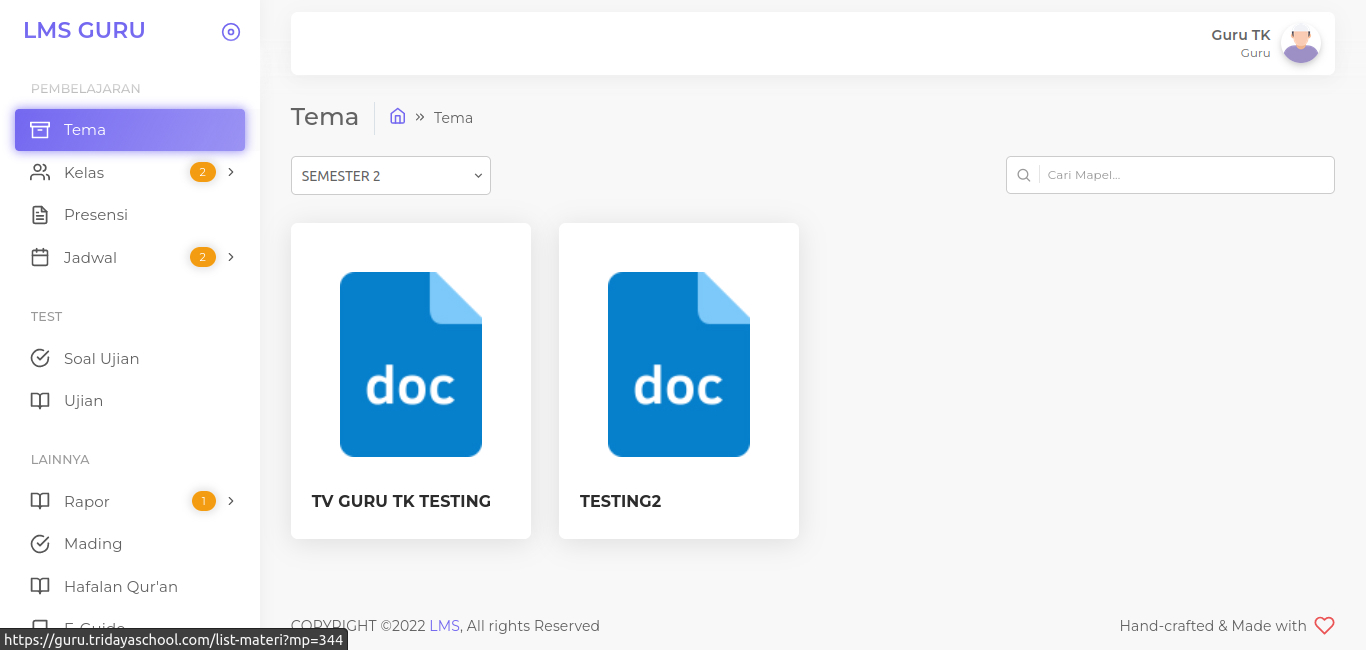 LMS GURU
PEMBELAJARAN
Tema
Kelas 2
Presensi
Jadwal 2
TEST
Soal Ujian
Ujian
LAINNYA
Rapor 1
Mading
Hafalan Qur'an
E-Guide
https://guru.tridayaschool.com/list-materi?mp=344
Guru TK
Guru
Tema
» Tema
SEMESTER 2
Cari Mapel...
doc
TV GURU TK TESTING
doc
TESTING2
COPYRIGHT ©2022 LMS, All rights Reserved
Hand-crafted & Made with